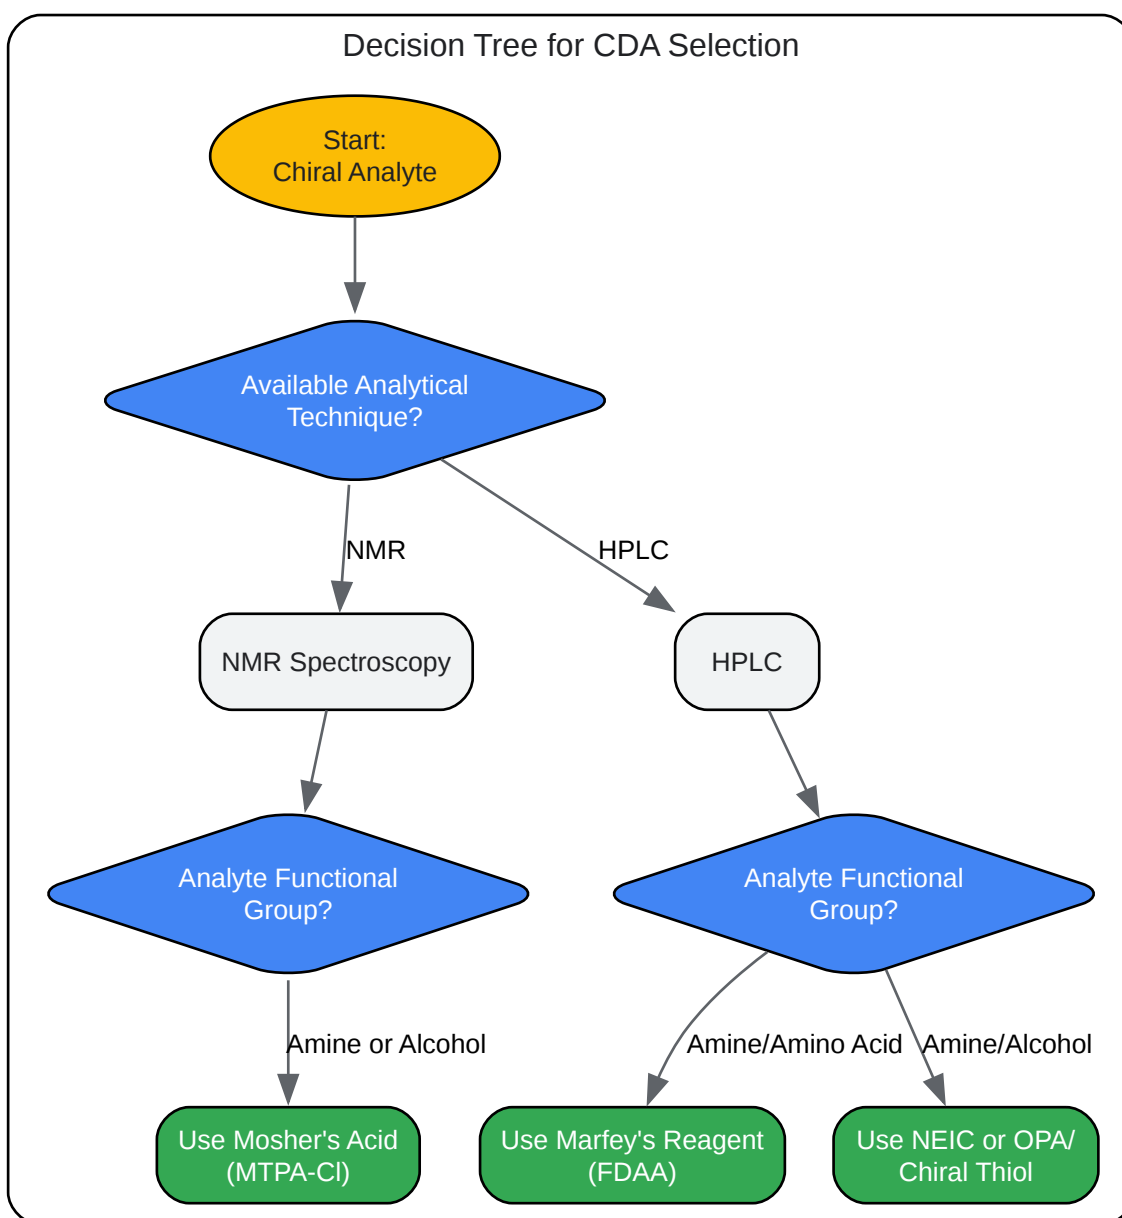 Decision Tree for CDA Selection
Start:
Chiral Analyte
Available Analytical
Technique?
NMR
HPLC
NMR Spectroscopy
HPLC
Analyte Functional
Group?
Analyte Functional
Group?
Amine or Alcohol
Amine/Amino Acid
Amine/Alcohol
Use Mosher's Acid
(MTPA-Cl)
Use Marfey's Reagent
(FDAA)
Use NEIC or OPA/
Chiral Thiol